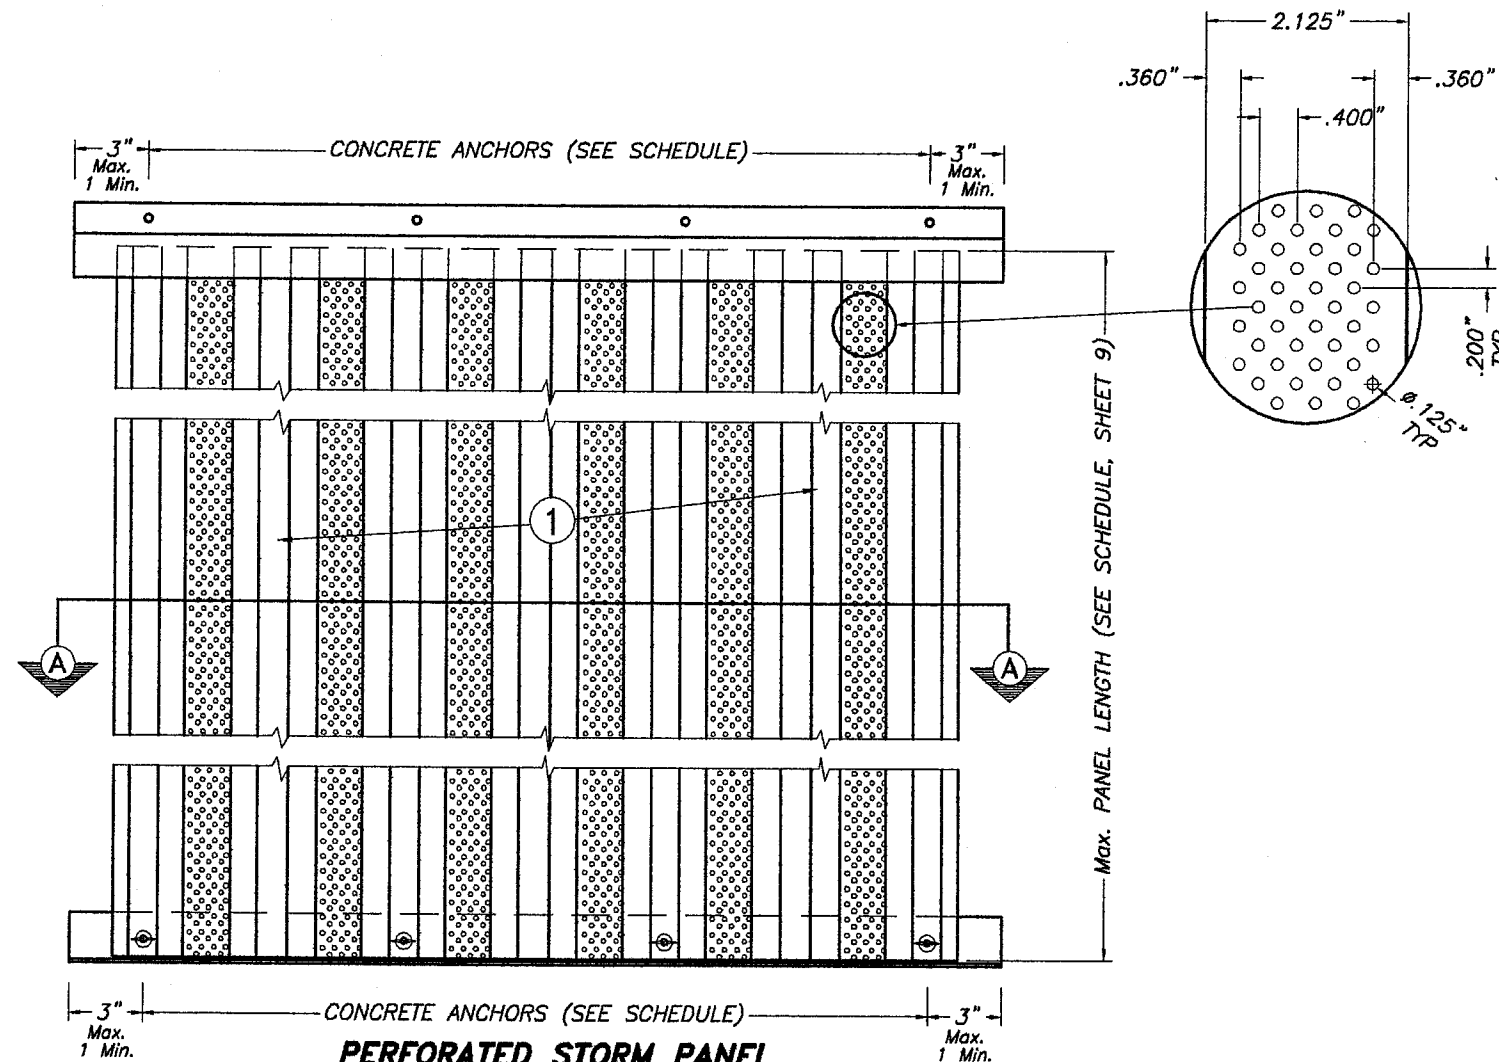 2.125"
.360"
.360"
.400"
3"
Max.
1 Min.
CONCRETE ANCHORS (SEE SCHEDULE)
3"
Max.
1 Min.
.200"
TYP
ø.125"
TYP
1
A
A
Max. PANEL LENGTH (SEE SCHEDULE, SHEET 9)
3"
Max.
1 Min.
CONCRETE ANCHORS (SEE SCHEDULE)
3"
Max.
1 Min.
PERFORATED STORM PANEL